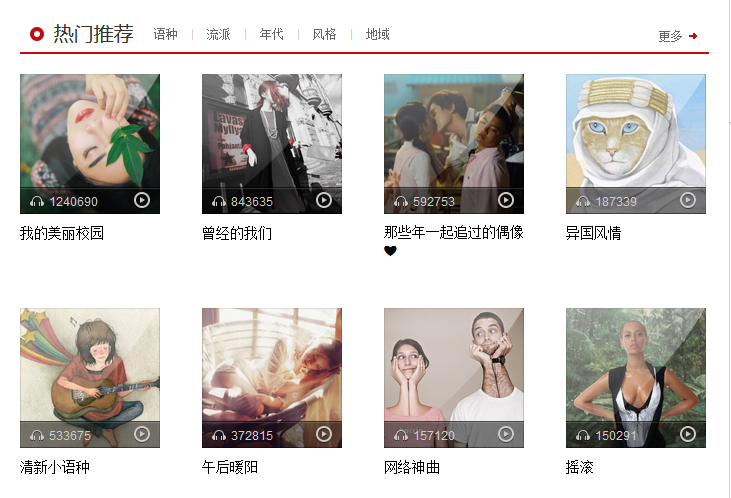 热门推荐 语种 | 流派 | 年代 | 风格 | 地域 更多
1240690 843635 592753 187339
我的美丽校园 曾经的我们 那些年一起追过的偶像 异国风情
♥
533675 372815 157120 150291
清新小语种 午后暖阳 网络神曲 摇滚